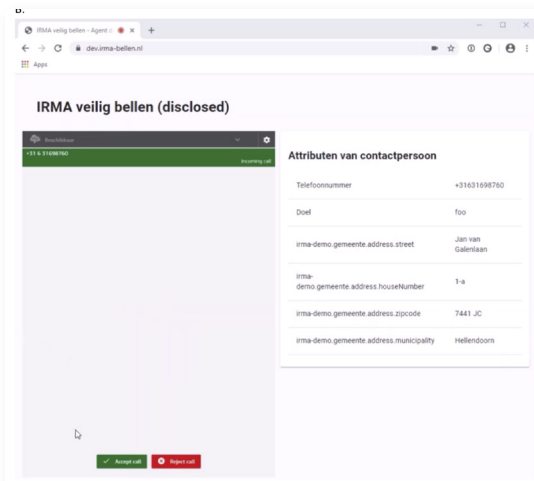 B.
IRMA veilig bellen - Agent
dev.irma-bellen.nl
Apps
IRMA veilig bellen (disclosed)
Beschikbaar
+31 6 31698760
Incoming call
Attributen van contactpersoon
Telefoonnummer +31631698760
Doel foo
irma-demo.gemeente.address.street Jan van
Galenlaan
irma-
demo.gemeente.address.houseNumber 1-a
irma-demo.gemeente.address.zipcode 7441 JC
irma-demo.gemeente.address.municipality Hellendoorn
Accept call Reject call